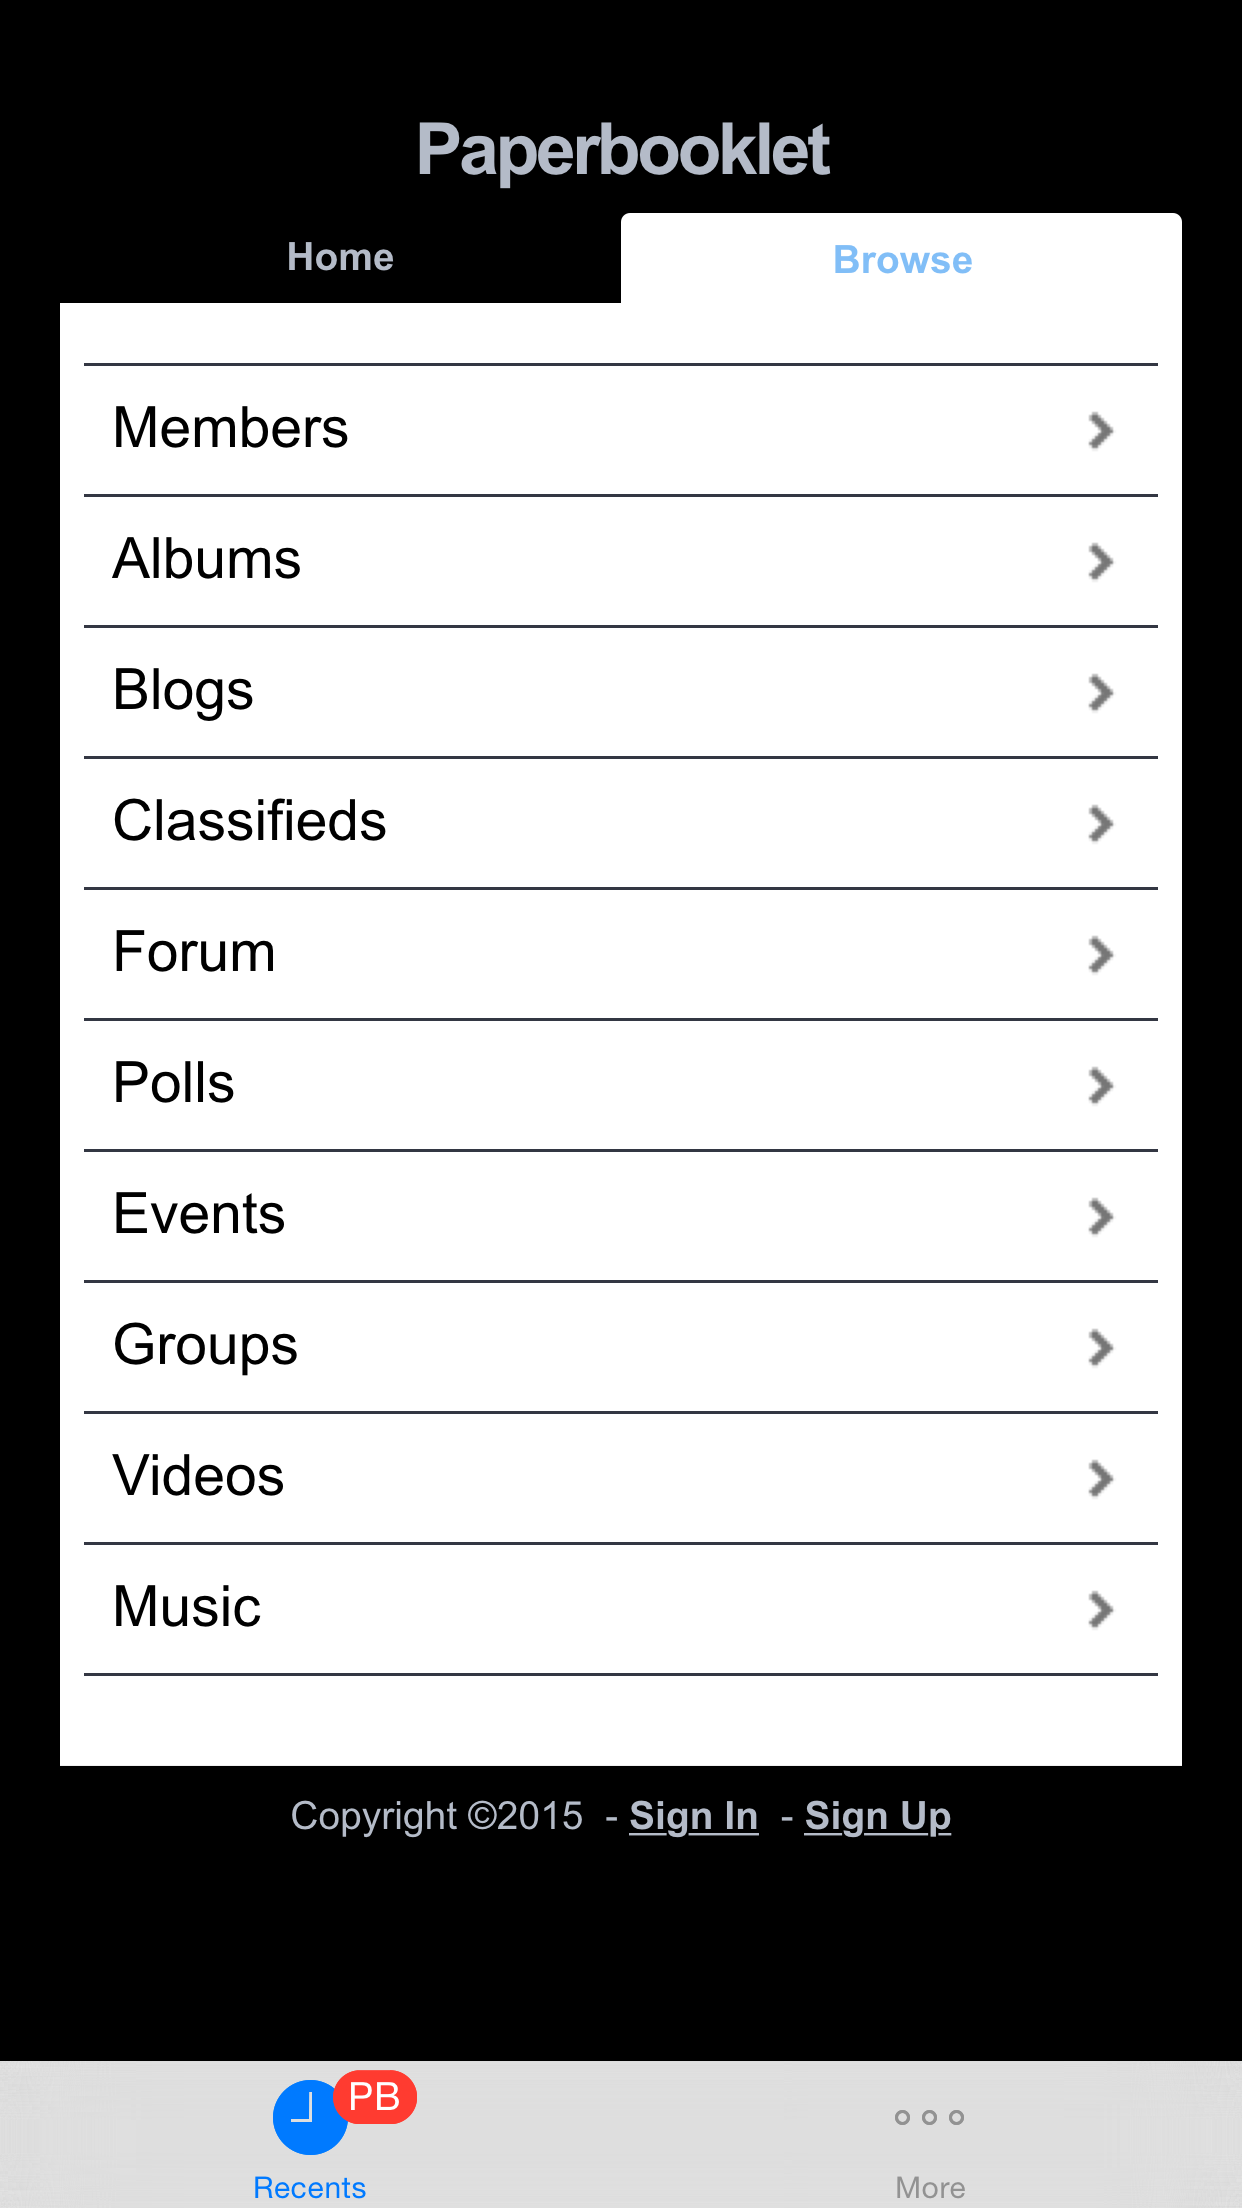 Paperbooklet
Home
Browse
Members
Albums
Blogs
Classifieds
Forum
Polls
Events
Groups
Videos
Music
Copyright ©2015 - Sign In - Sign Up
PB
Recents
More